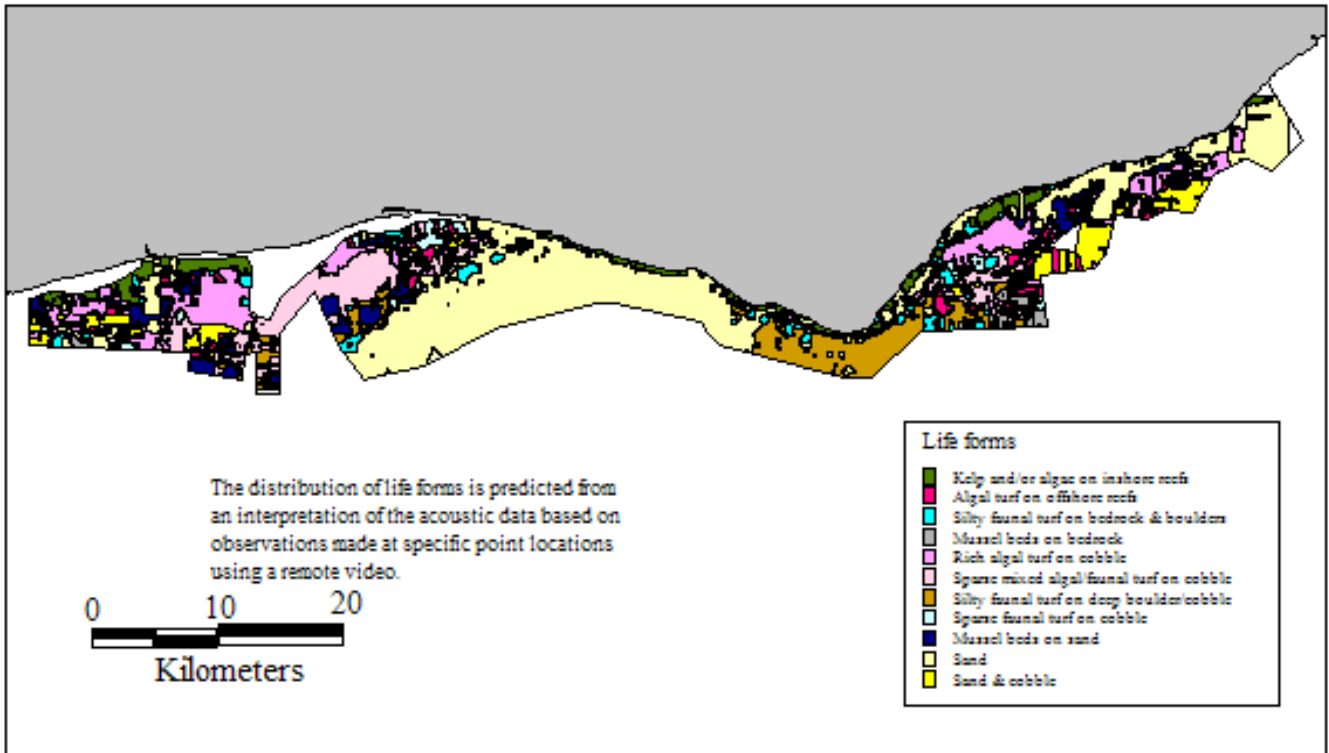 The distribution of life forms is predicted from
an interpretation of the acoustic data based on
observations made at specific point locations
using a remote video.
0 10 20
Kilometers
Life forms
Kelp and/or algae on inshore reefs
Algal turf on offshore reefs
Silty faunal turf on bedrock & boulders
Mussel beds on bedrock
Rich algal turf on cobble
Sparse mixed algal/faunal turf on cobble
Silty faunal turf on deep boulder/cobble
Sparse faunal turf on cobble
Mussel beds on sand
Sand
Sand & cobble